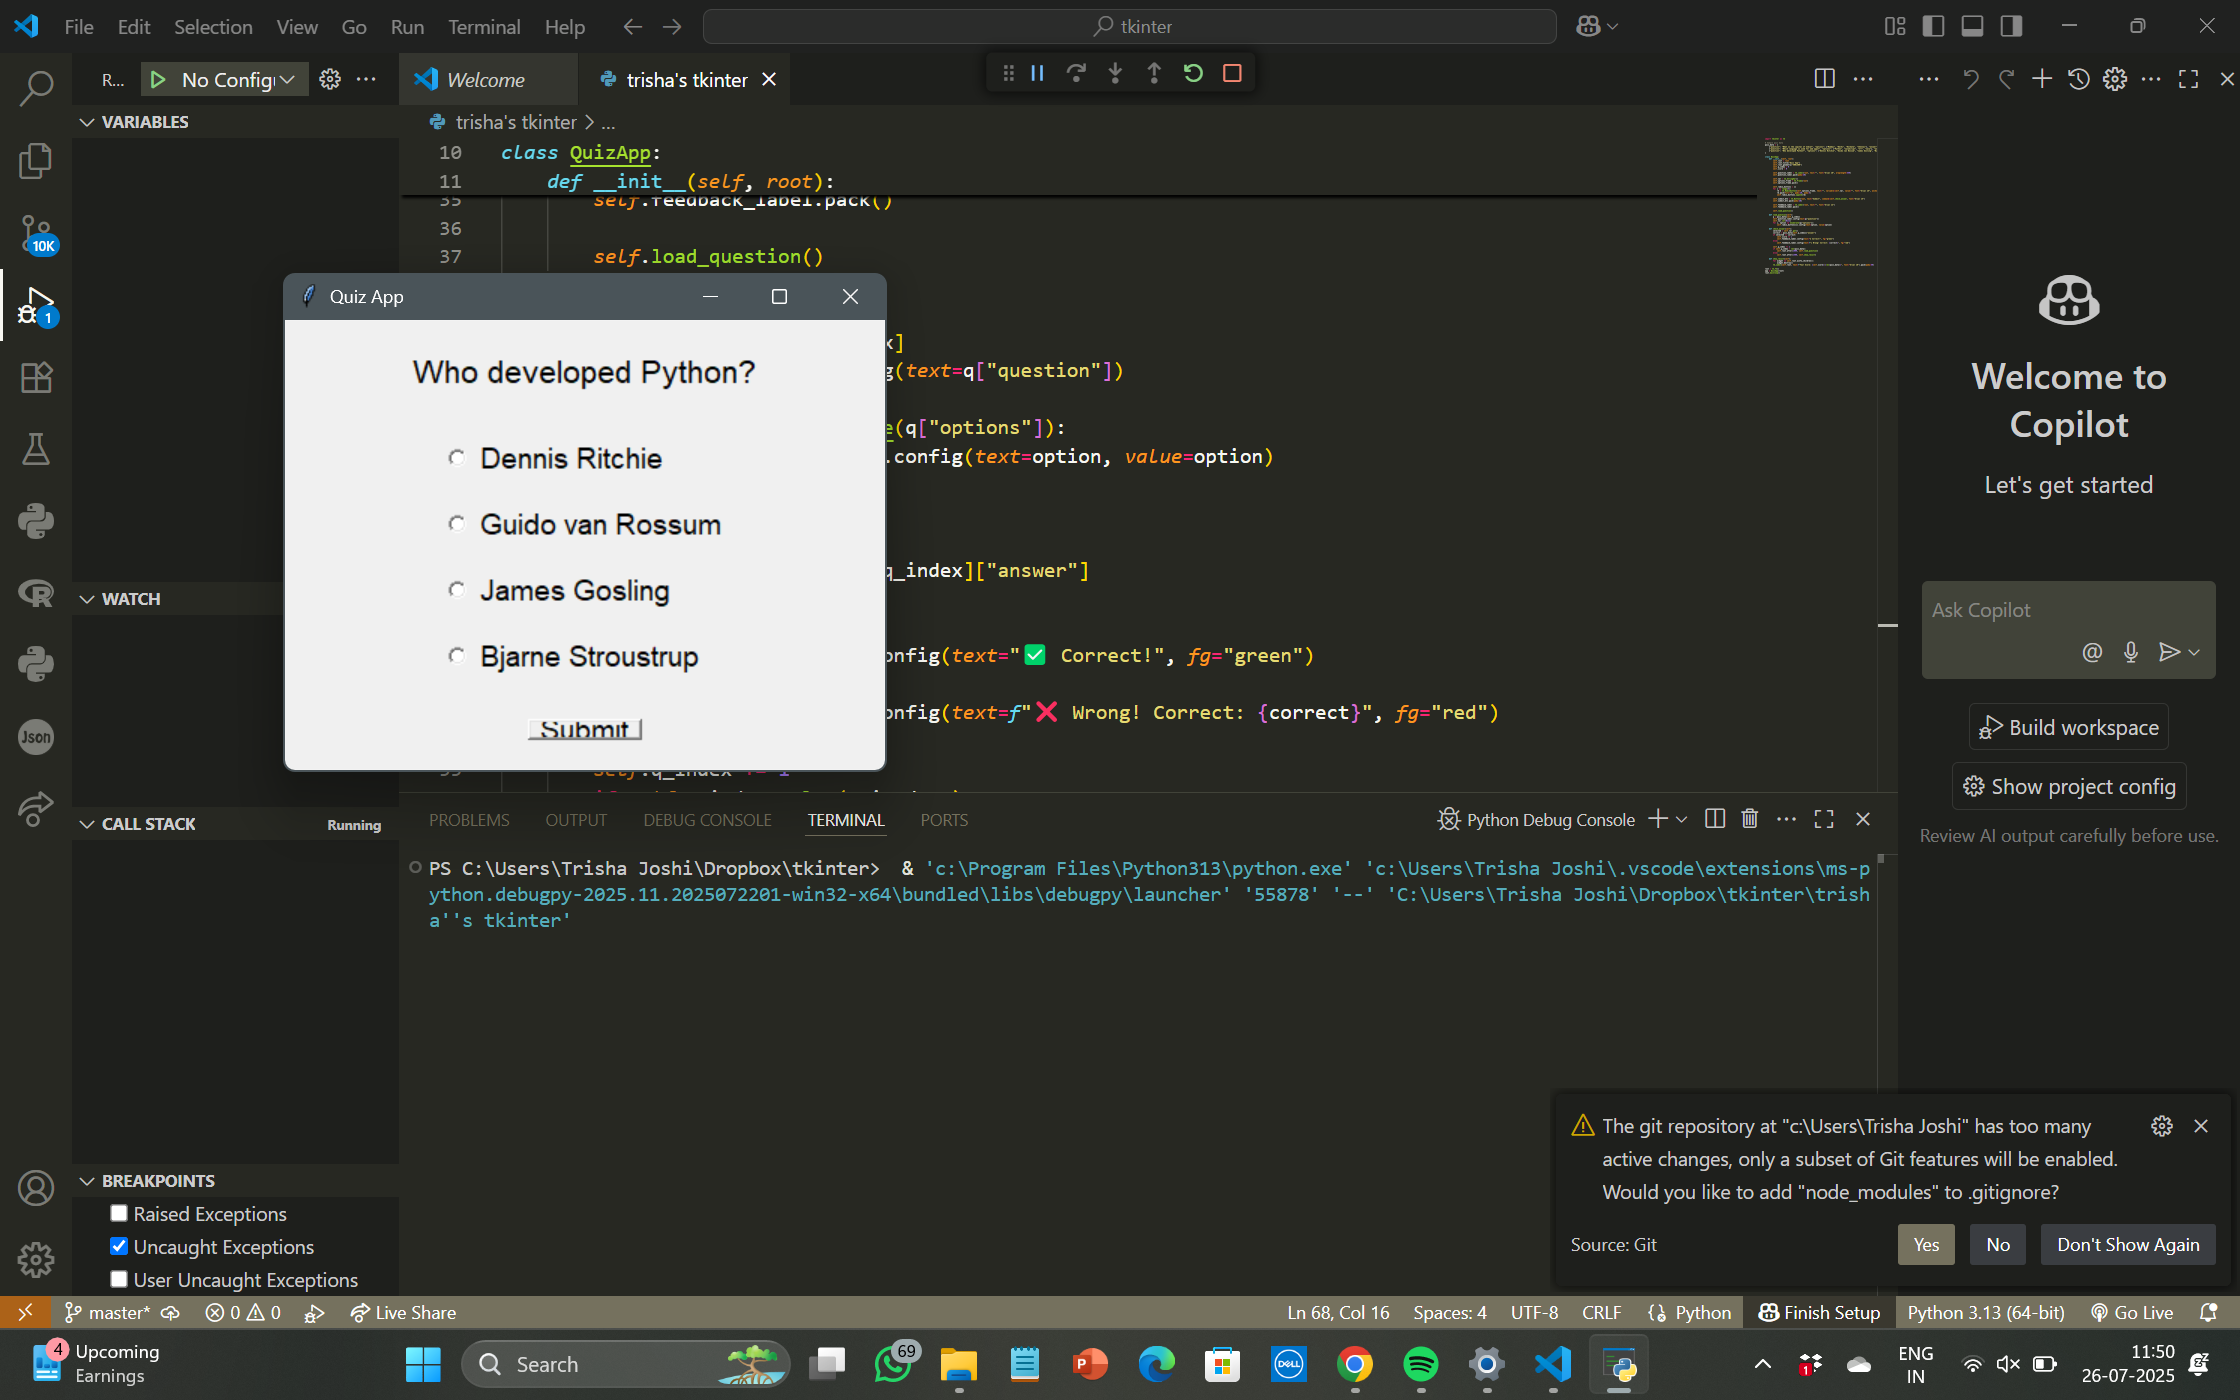 File Edit Selection View Go Run Terminal Help
tkinter
R... No Config
Welcome
trisha's tkinter
VARIABLES
trisha's tkinter > ...
10 class QuizApp:
11 def __init__(self, root):
35 self.feedback_label.pack()
36
37 self.load_question()
Quiz App
Who developed Python?
Dennis Ritchie
Guido van Rossum
James Gosling
Bjarne Stroustrup
Submit
x]
g(text=q["question"])
e(q["options"]):
.config(text=option, value=option)
q_index]["answer"]
onfig(text="✅ Correct!", fg="green")
onfig(text=f"❌ Wrong! Correct: {correct}", fg="red")
self.q_index += 1
10K
1
Json
WATCH
CALL STACK
Running
BREAKPOINTS
Raised Exceptions
Uncaught Exceptions
User Uncaught Exceptions
PROBLEMS OUTPUT DEBUG CONSOLE TERMINAL PORTS
Python Debug Console
PS C:\Users\Trisha Joshi\Dropbox\tkinter> & 'c:\Program Files\Python313\python.exe' 'c:\Users\Trisha Joshi\.vscode\extensions\ms-p
ython.debugpy-2025.11.2025072201-win32-x64\bundled\libs\debugpy\launcher' '55878' '--' 'C:\Users\Trisha Joshi\Dropbox\tkinter\trish
a''s tkinter'
Welcome to
Copilot
Let's get started
Ask Copilot
Build workspace
Show project config
Review AI output carefully before use.
The git repository at "c:\Users\Trisha Joshi" has too many
active changes, only a subset of Git features will be enabled.
Would you like to add "node_modules" to .gitignore?
Source: Git
Yes
No
Don't Show Again
master* 0 0 Live Share
Ln 68, Col 16 Spaces: 4 UTF-8 CRLF {} Python Finish Setup Python 3.13 (64-bit) Go Live
4
Upcoming
Earnings
Search
69
P
DELL
1
ENG
IN
11:50
26-07-2025